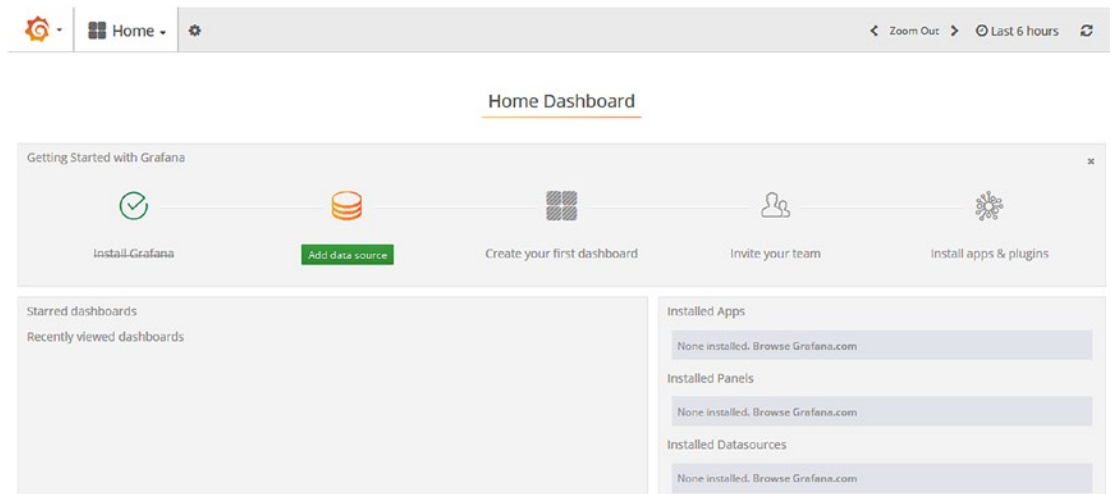 Home
Zoom Out
Last 6 hours
Home Dashboard
Getting Started with Grafana
Install Grafana
Add data source
Create your first dashboard
Invite your team
Install apps & plugins
Starred dashboards
Recently viewed dashboards
Installed Apps
None installed. Browse Grafana.com
Installed Panels
None installed. Browse Grafana.com
Installed Datasources
None installed. Browse Grafana.com